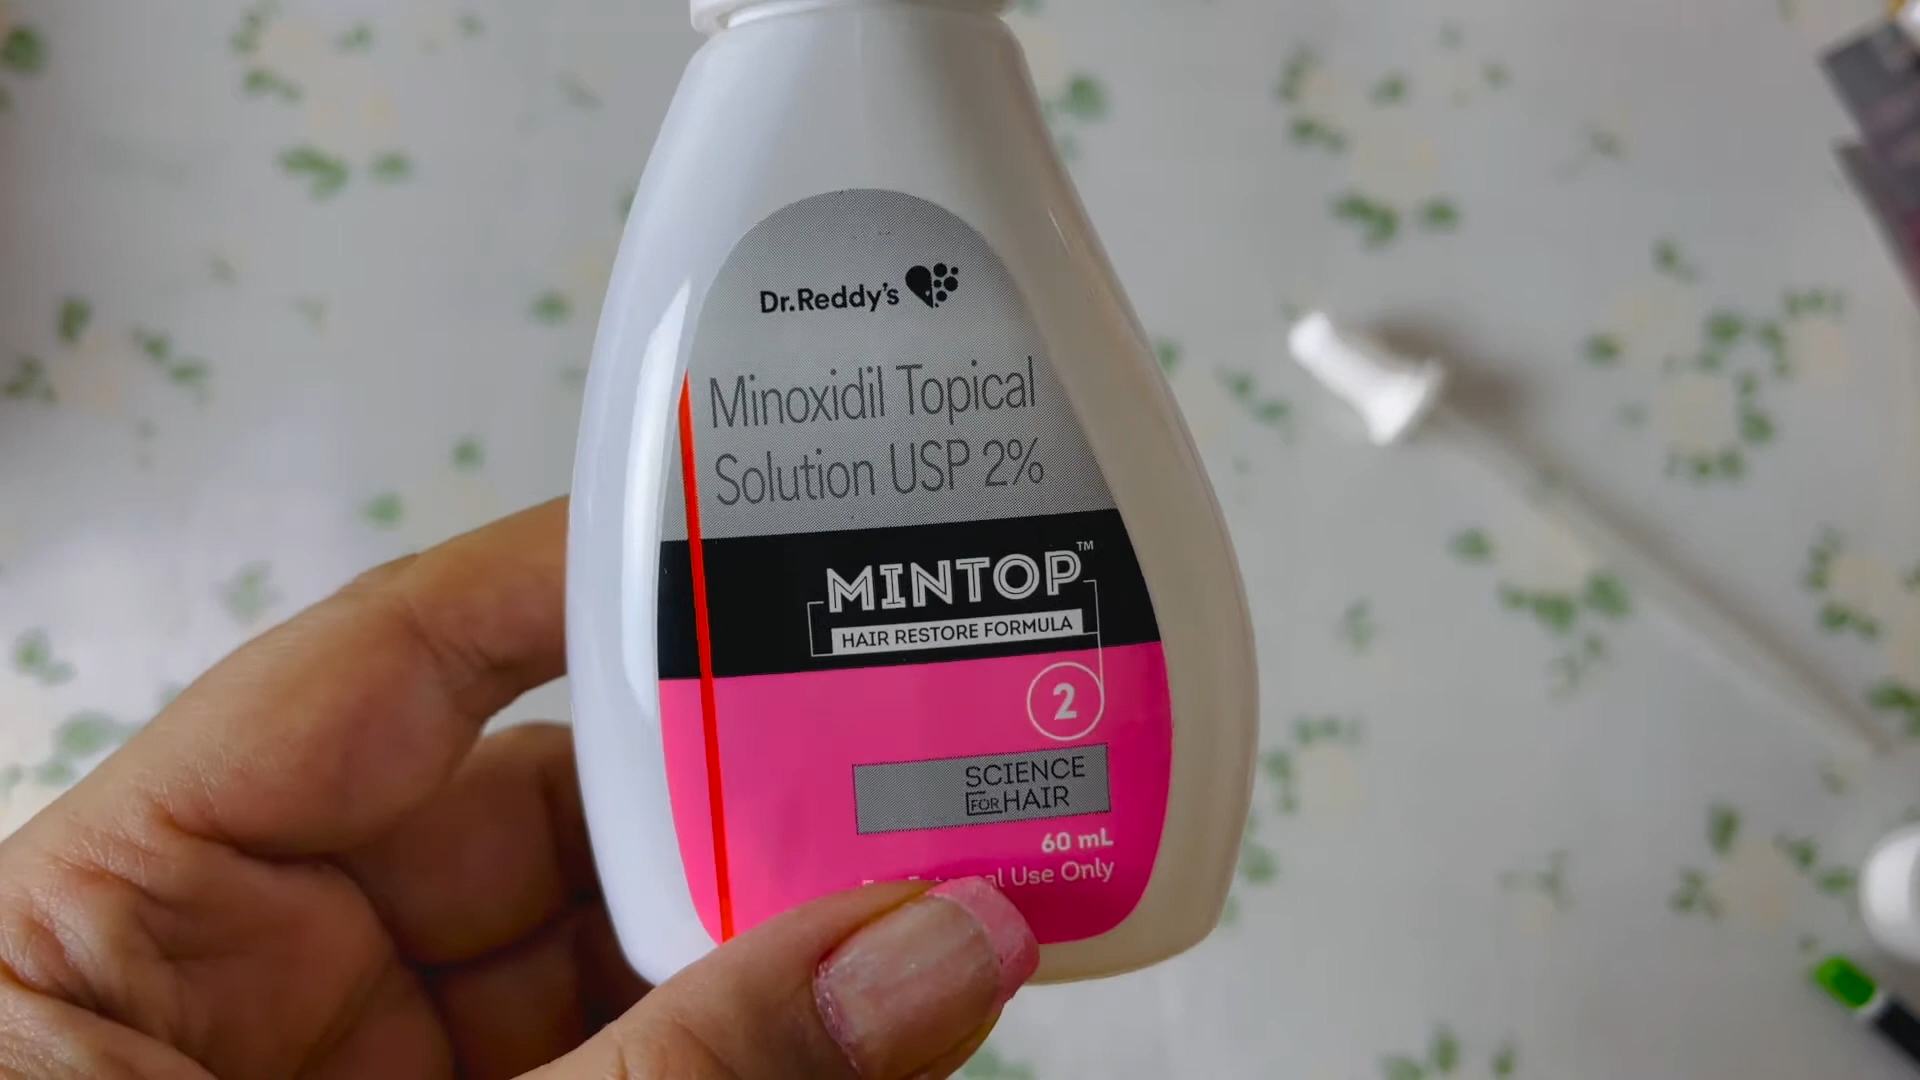 Dr.Reddy's
Minoxidil Topical
Solution USP 2%
MINTOP™
HAIR RESTORE FORMULA
2
SCIENCE
FOR HAIR
60 mL
Use Only